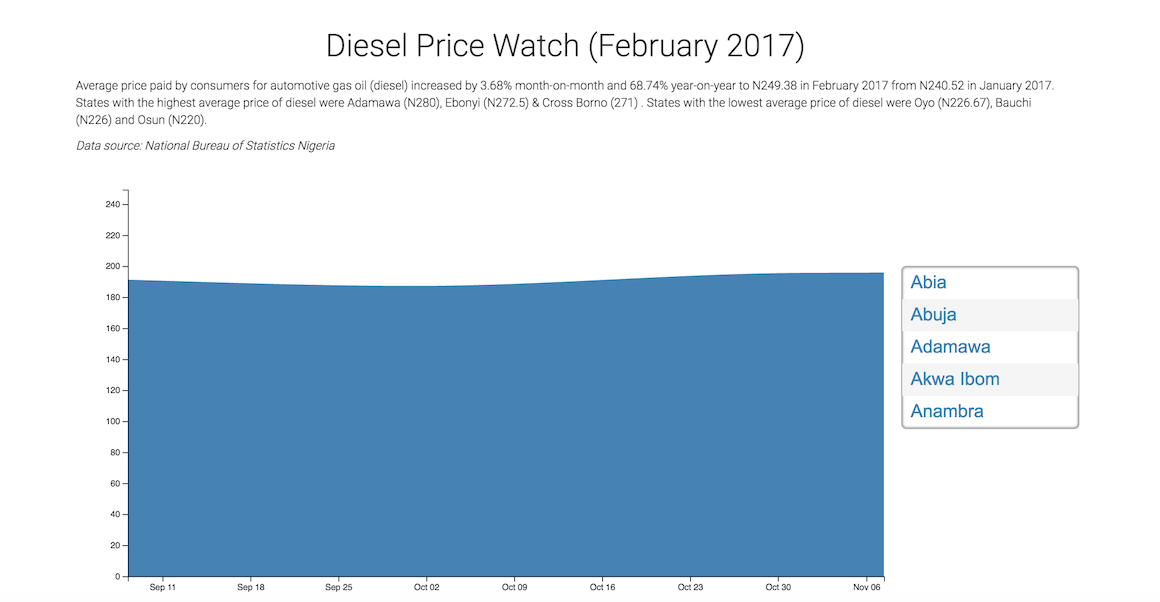 Diesel Price Watch (February 2017)
Average price paid by consumers for automotive gas oil (diesel) increased by 3.68% month-on-month and 68.74% year-on-year to N249.38 in February 2017 from N240.52 in January 2017.
States with the highest average price of diesel were Adamawa (N280), Ebonyi (N272.5) & Cross Borno (271) . States with the lowest average price of diesel were Oyo (N226.67), Bauchi
(N226) and Osun (N220).
Data source: National Bureau of Statistics Nigeria
240
220
200
180
160
140
120
100
80
60
40
20
0
Sep 11 Sep 18 Sep 25 Oct 02 Oct 09 Oct 16 Oct 23 Oct 30 Nov 06
Abia
Abuja
Adamawa
Akwa Ibom
Anambra